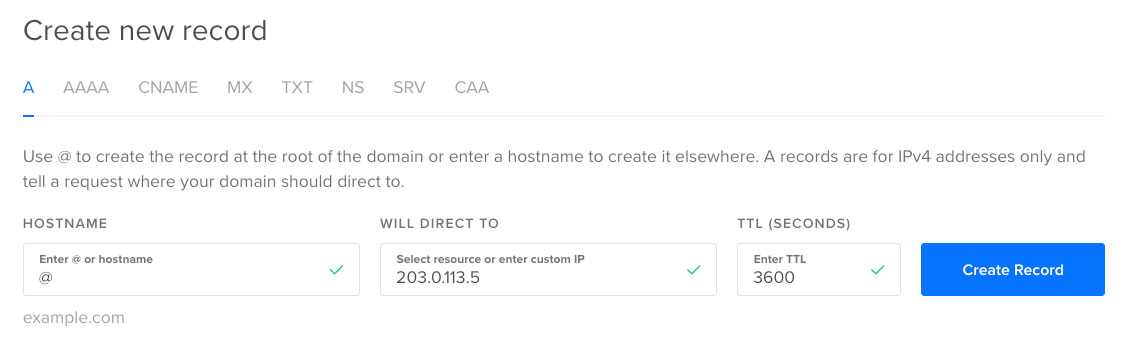 Create new record
A AAAA CNAME MX TXT NS SRV CAA
Use @ to create the record at the root of the domain or enter a hostname to create it elsewhere. A records are for IPv4 addresses only and
tell a request where your domain should direct to.
HOSTNAME WILL DIRECT TO TTL (SECONDS)
Enter @ or hostname Select resource or enter custom IP Enter TTL
@ 203.0.113.5 3600 Create Record
example.com